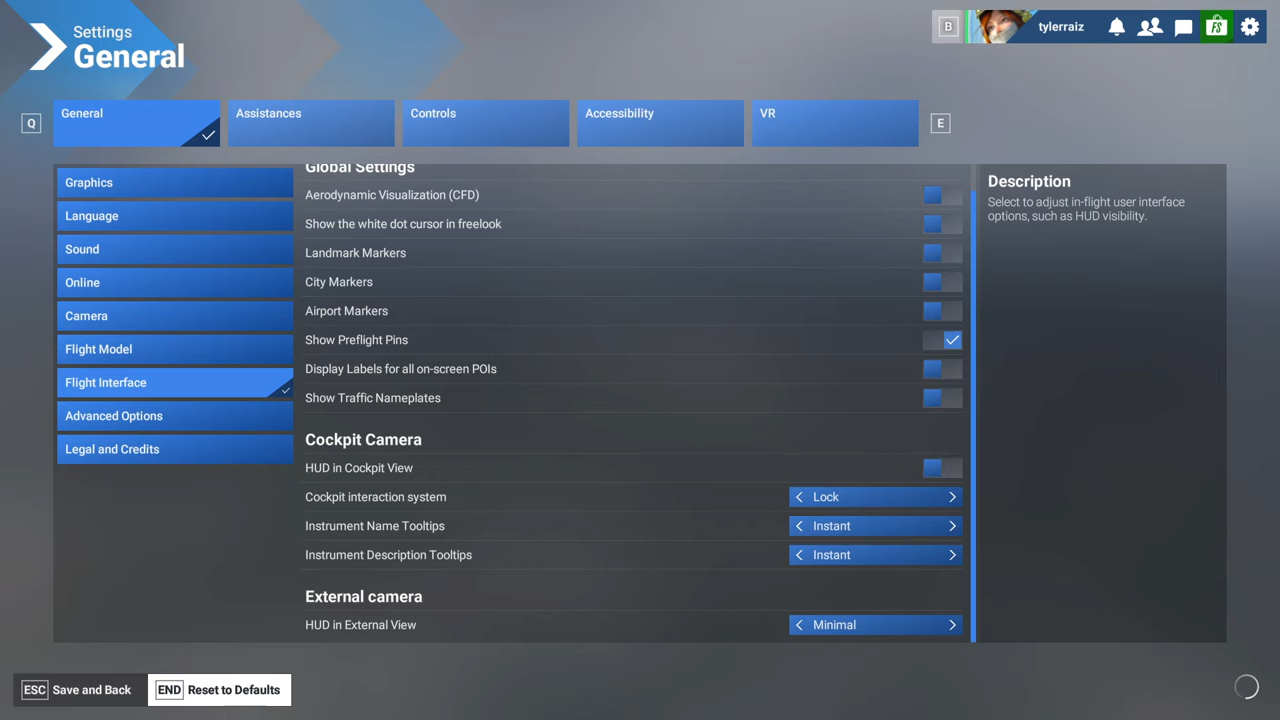 Settings
General
B
tylerraiz
FS
Q
General
Assistances
Controls
Accessibility
VR
E
Graphics
Language
Sound
Online
Camera
Flight Model
Flight Interface
Advanced Options
Legal and Credits
Global Settings
Aerodynamic Visualization (CFD)
Show the white dot cursor in freelook
Landmark Markers
City Markers
Airport Markers
Show Preflight Pins
Display Labels for all on-screen POIs
Show Traffic Nameplates
Cockpit Camera
HUD in Cockpit View
Cockpit interaction system Lock
Instrument Name Tooltips Instant
Instrument Description Tooltips Instant
External camera
HUD in External View Minimal
Description
Select to adjust in-flight user interface
options, such as HUD visibility.
ESC Save and Back
END Reset to Defaults